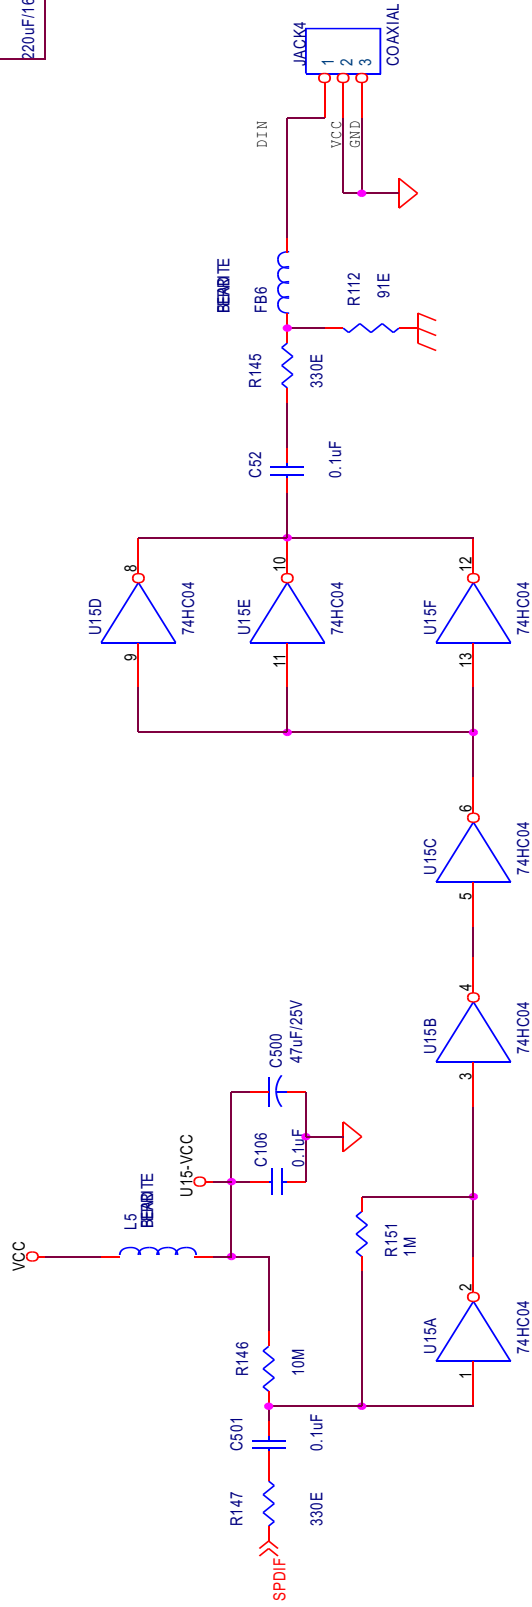 220uF/16
JACK4
1
2
3
COAXIAL
DIN
VCC
GND
FB6
R112
91E
R145
330E
C52
0.1uF
U15D
8
9
74HC04
U15E
10
11
74HC04
U15F
12
13
74HC04
U15C
6
5
74HC04
U15B
4
3
74HC04
C500
47uF/25V
C106
0.1uF
U15-VCC
L5
VCC
R151
1M
U15A
2
1
74HC04
R146
10M
C501
0.1uF
R147
330E
SPDIF